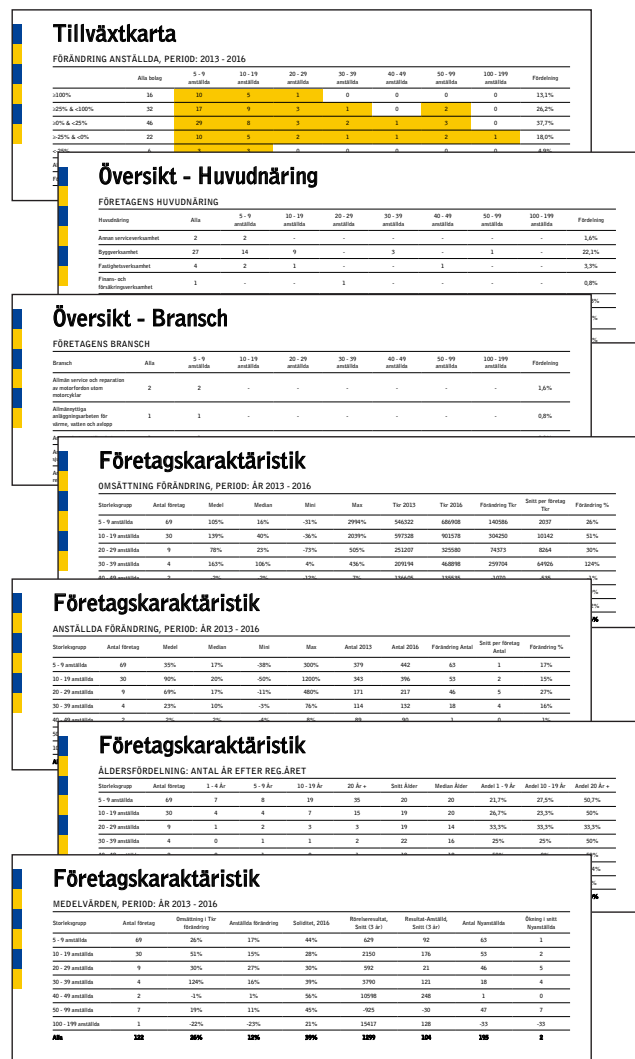 Tillväxtkarta
FÖRÄNDRING ANSTÄLLDA, PERIOD: 2013 - 2016
Alla bolag 5 - 9 anställda 10 - 19 anställda 20 - 29 anställda 30 - 39 anställda 40 - 49 anställda 50 - 99 anställda 100 - 199 anställda Fördelning
≥100% 16 10 5 1 0 0 0 0 13,1%
≥25% & <100% 32 17 9 3 1 0 2 0 26,2%
≥0% & <25% 46 29 8 3 2 1 3 0 37,7%
≥-25% & <0% 22 10 5 2 1 1 2 1 18,0%
Översikt - Huvudnäring
FÖRETAGENS HUVUDNÄRING
Huvudnäring Alla 5 - 9 anställda 10 - 19 anställda 20 - 29 anställda 30 - 39 anställda 40 - 49 anställda 50 - 99 anställda 100 - 199 anställda Fördelning
Annan serviceverksamhet 2 2 - - - - - - 1,6%
Byggverksamhet 27 14 9 - 3 - 1 - 22,1%
Fastighetsverksamhet 4 2 1 - - 1 - - 3,3%
Finans- och
försäkringsverksamhet 1 - - 1 - - - - 0,8%
Översikt - Bransch
FÖRETAGENS BRANSCH
Bransch Alla 5 - 9 anställda 10 - 19 anställda 20 - 29 anställda 30 - 39 anställda 40 - 49 anställda 50 - 99 anställda 100 - 199 anställda Fördelning
Allmän service och reparation
av motorfordon utom 2 2 - - - - - - 1,6%
motorcyklar
Allmännyttiga
anläggningsarbeten för 1 1 - - - - - - 0,8%
värme, vatten och avlopp
Företagskaraktäristik
OMSÄTTNING FÖRÄNDRING, PERIOD: ÅR 2013 - 2016
Storleksgrupp Antal företag Medel Median Mini Max Tkr 2013 Tkr 2016 Förändring Tkr Snitt per företag Tkr Förändring %
5 - 9 anställda 69 105% 16% -31% 2994% 546322 686908 140586 2037 26%
10 - 19 anställda 30 139% 40% -36% 2039% 597328 901578 304250 10142 51%
20 - 29 anställda 9 78% 23% -73% 505% 251207 325580 74373 8264 30%
30 - 39 anställda 4 163% 106% 4% 436% 209194 468898 259704 64926 124%
Företagskaraktäristik
ANSTÄLLDA FÖRÄNDRING, PERIOD: ÅR 2013 - 2016
Storleksgrupp Antal företag Medel Median Mini Max Antal 2013 Antal 2016 Förändring Antal Snitt per företag Antal Förändring %
5 - 9 anställda 69 35% 17% -38% 300% 379 442 63 1 17%
10 - 19 anställda 30 90% 20% -50% 1200% 343 396 53 2 15%
20 - 29 anställda 9 69% 17% -11% 480% 171 217 46 5 27%
30 - 39 anställda 4 23% 10% -3% 76% 114 132 18 4 16%
Företagskaraktäristik
ÅLDERSFÖRDELNING: ANTAL ÅR EFTER REG.ÅRET
Storleksgrupp Antal företag 1 - 4 År 5 - 9 År 10 - 19 År 20 År + Snitt Ålder Median Ålder Andel 1 - 9 År Andel 10 - 19 År Andel 20 År +
5 - 9 anställda 69 7 8 19 35 20 20 21,7% 27,5% 50,7%
10 - 19 anställda 30 4 4 7 15 19 20 26,7% 23,3% 50%
20 - 29 anställda 9 1 2 3 3 19 14 33,3% 33,3% 33,3%
30 - 39 anställda 4 0 1 1 2 22 16 25% 25% 50%
Företagskaraktäristik
MEDELVÄRDEN, PERIOD: ÅR 2013 - 2016
Storleksgrupp Antal företag Omsättning i Tkr förändring Anställda förändring Soliditet, 2016 Rörelseresultat, Snitt (3 år) Resultat-Anställd, Snitt (3 år) Antal Nyanställda Ökning i snitt Nyanställda
5 - 9 anställda 69 26% 17% 44% 629 92 63 1
10 - 19 anställda 30 51% 15% 28% 2150 176 53 2
20 - 29 anställda 9 30% 27% 30% 592 21 46 5
30 - 39 anställda 4 124% 16% 39% 3790 121 18 4
40 - 49 anställda 2 -1% 1% 56% 10598 248 1 0
50 - 99 anställda 7 19% 11% 45% -925 -30 47 7
100 - 199 anställda 1 -22% -23% 21% 15417 128 -33 -33
Alla 122 26% 12% 39% 1299 104 195 2